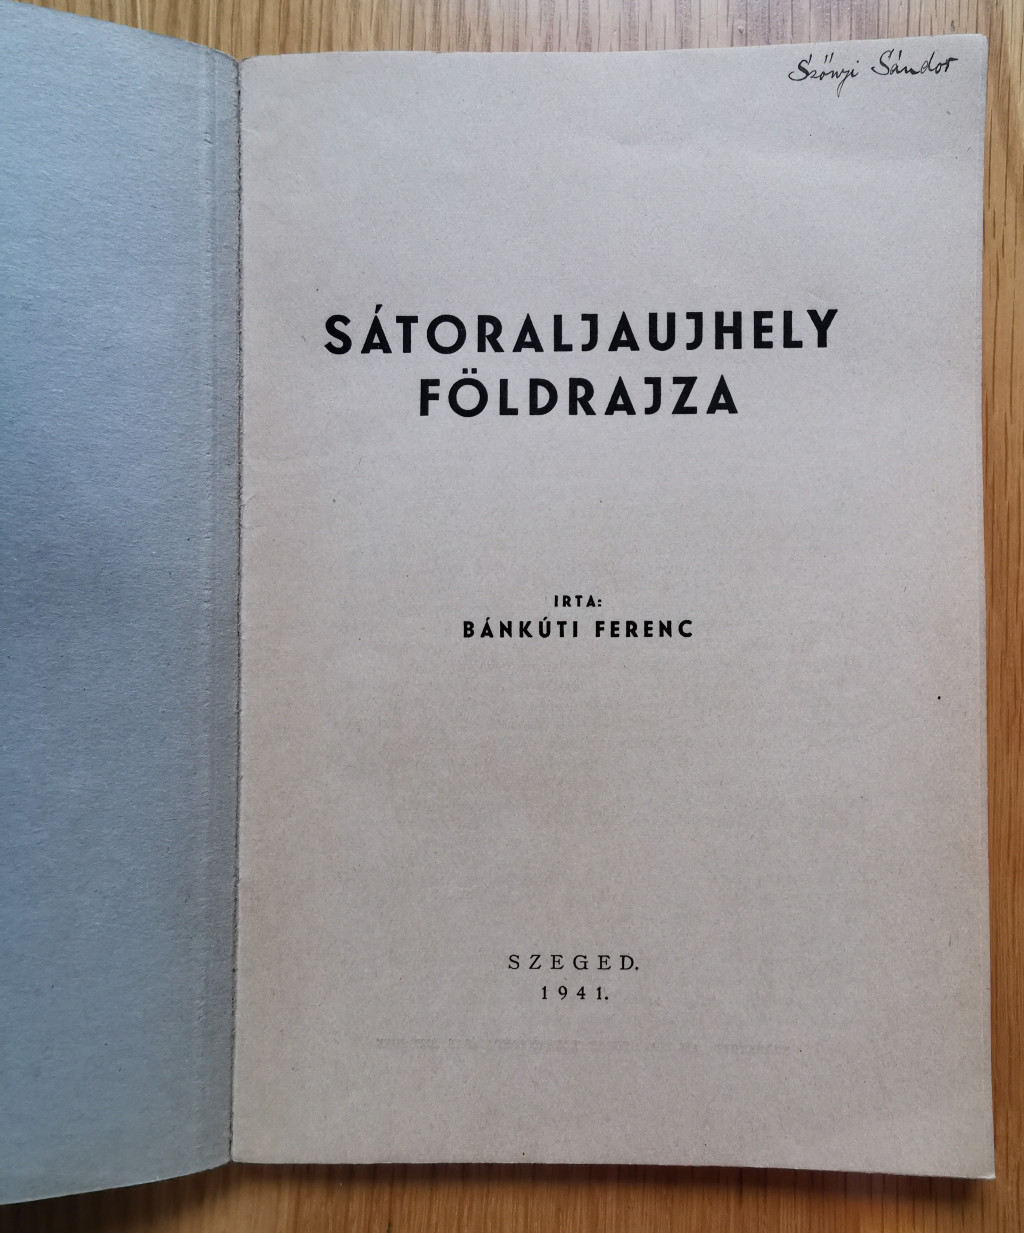 Szőnyi Sándor
SÁTORALJAUJHELY
FÖLDRAJZA
IRTA:
BÁNKÚTI FERENC
SZEGED.
1941.